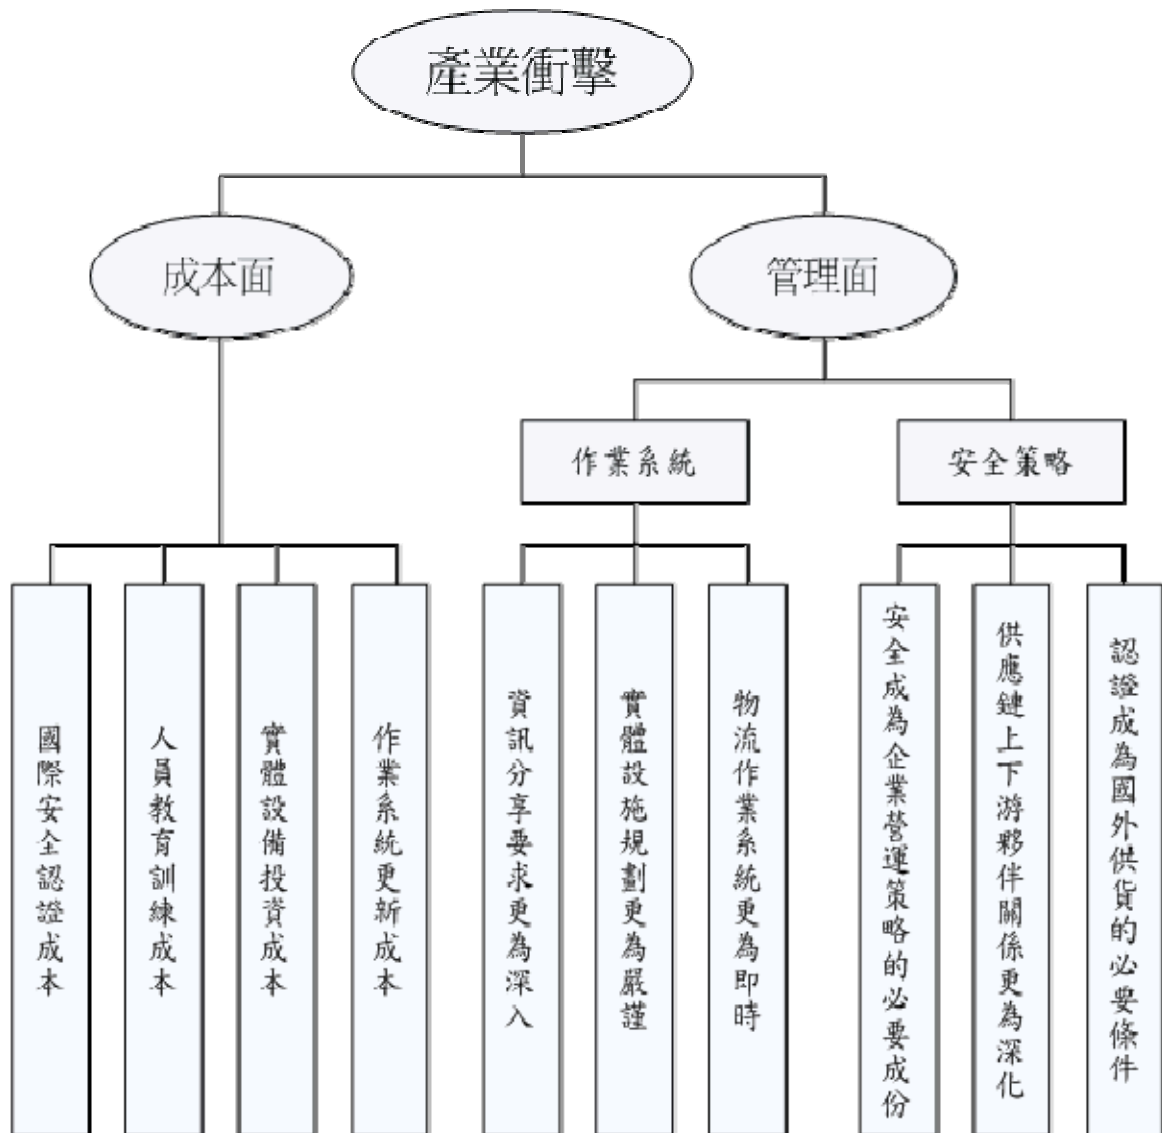 產業衝擊
成本面
管理面
作業系統
安全策略
國際安全認證成本
人員教育訓練成本
實體設備投資成本
作業系統更新成本
資訊分享要求更為深入
實體設施規劃更為嚴謹
物流作業系統更為即時
安全成為企業營運策略的必要成份
供應鏈上下游夥伴關係更為深化
認證成為國外供貨的必要條件